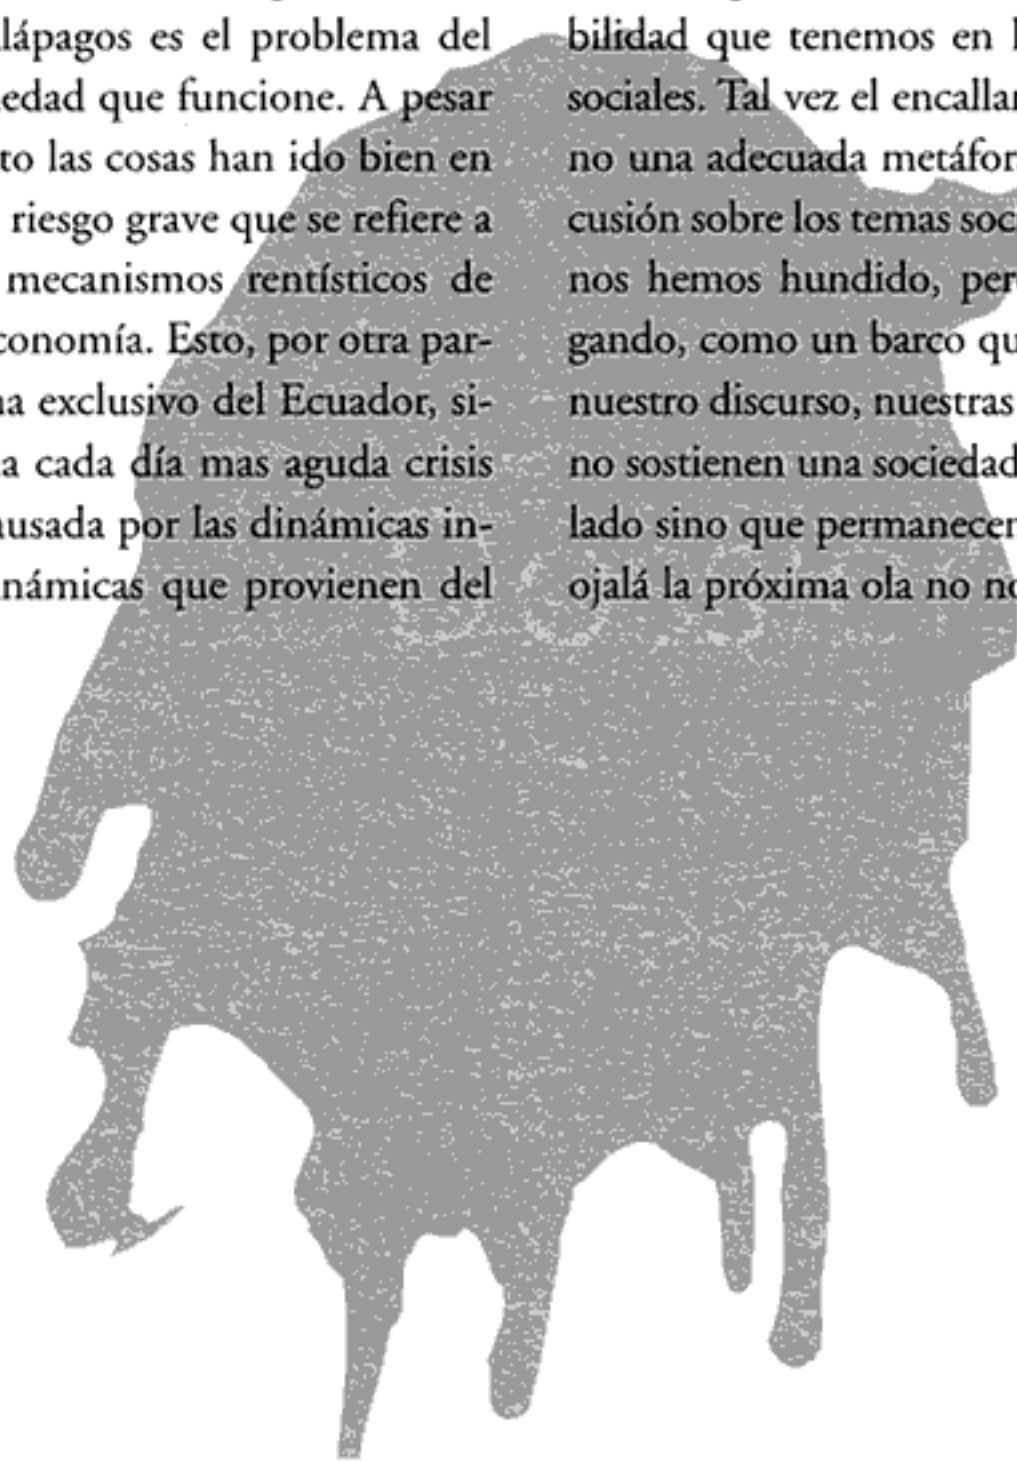 lápagos es el problema del
edad que funcione. A pesar
to las cosas han ido bien en
riesgo grave que se refiere a
mecanismos rentísticos de
conomía. Esto, por otra par-
a exclusivo del Ecuador, si-
a cada día mas aguda crisis
usada por las dinámicas in-
námicas que provienen del
bilidad que tenemos en
sociales. Tal vez el encallar
no una adecuada metáfor
cusión sobre los temas soc
nos hemos hundido, per
gando, como un barco qu
nuestro discurso, nuestras
no sostienen una sociedad
lado sino que permanecen
ojalá la próxima ola no no